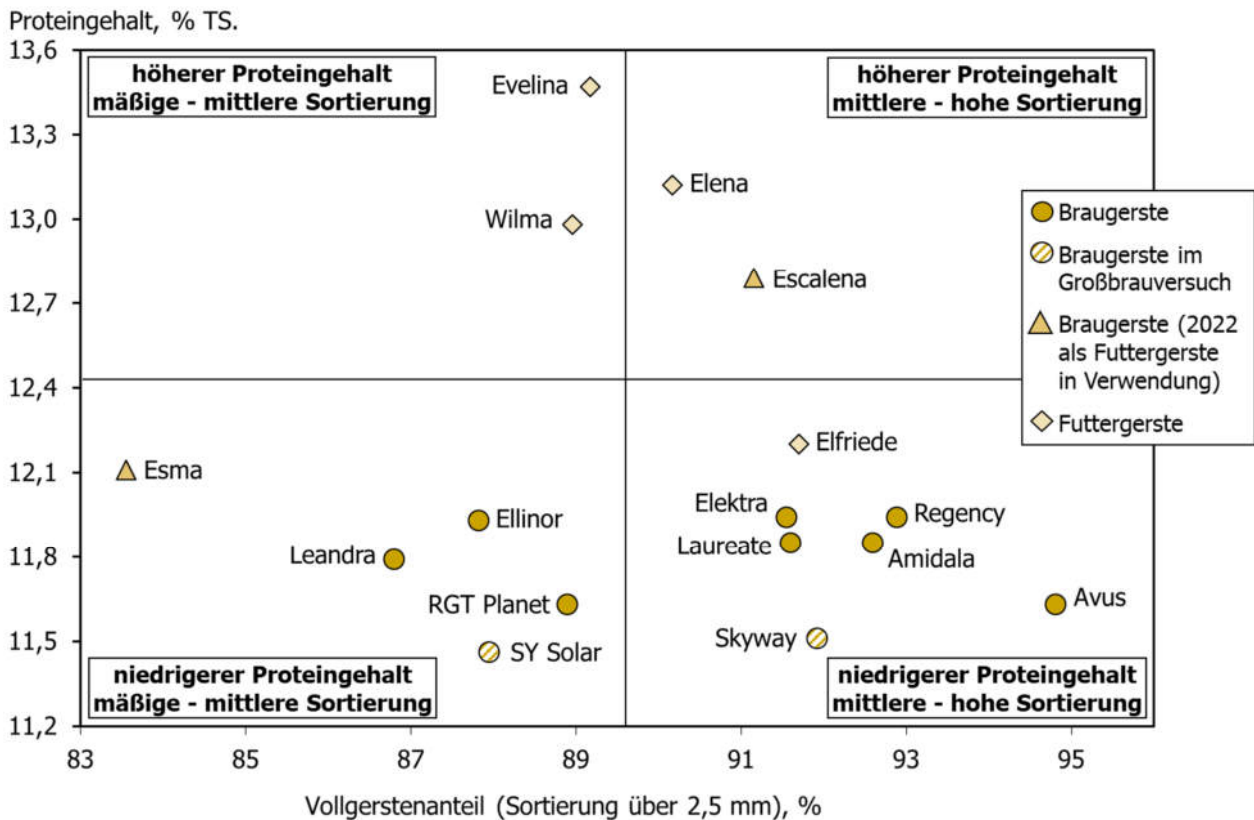 Proteingehalt, % TS.
13,6
13,3
13,0
12,7
12,4
12,1
11,8
11,5
11,2
höherer Proteingehalt
mäßige - mittlere Sortierung
höherer Proteingehalt
mittlere - hohe Sortierung
Evelina
Elena
Wilma
Escalena
Braugerste
Braugerste im
Großbrauversuch
Braugerste (2022
als Futtergerste
in Verwendung)
Futtergerste
Elfriede
Esma
Elektra
Regency
Ellinor
Laureate
Amidala
Leandra
RGT Planet
Avus
Skyway
SY Solar
niedrigerer Proteingehalt
mäßige - mittlere Sortierung
niedrigerer Proteingehalt
mittlere - hohe Sortierung
83 85 87 89 91 93 95
Vollgerstenanteil (Sortierung über 2,5 mm), %